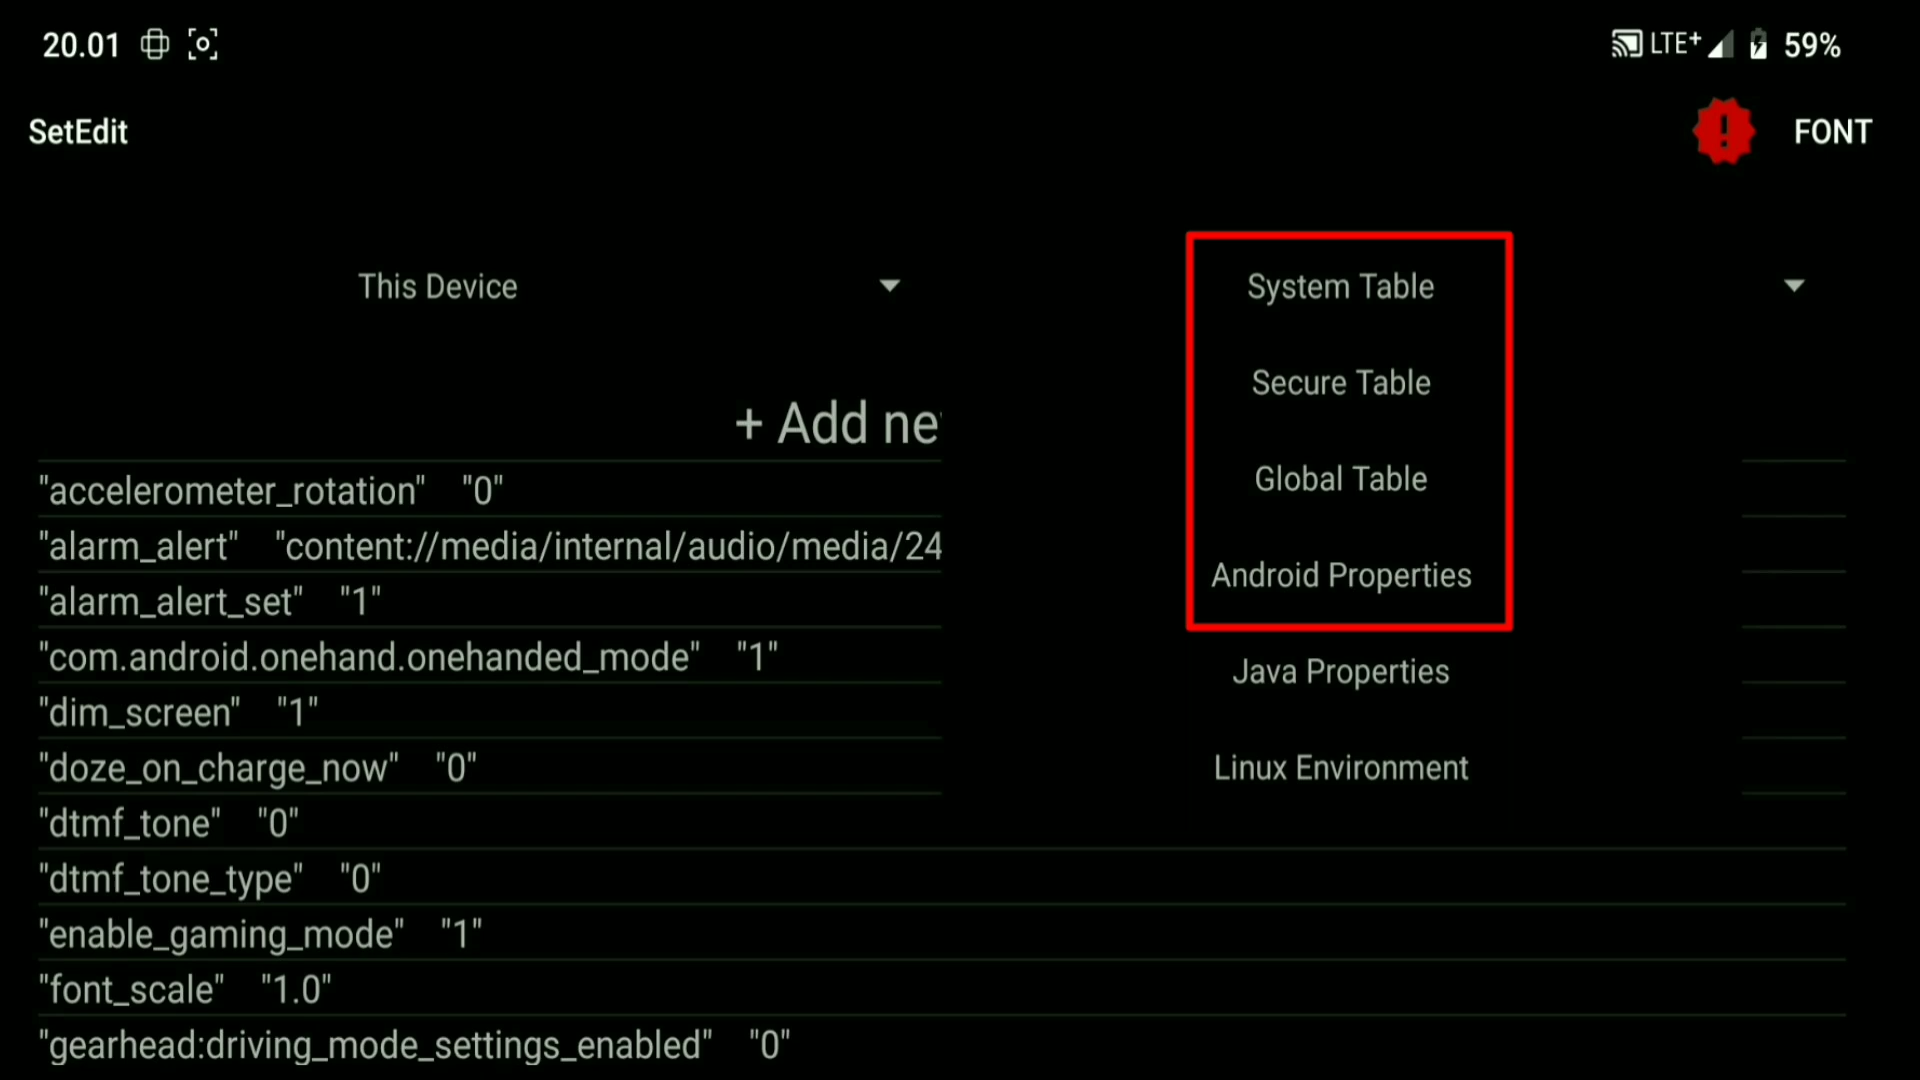 20.01 LTE+ 59%
SetEdit FONT
This Device System Table
Secure Table
+ Add ne
Global Table
"accelerometer_rotation" "0"
"alarm_alert" "content://media/internal/audio/media/24
Android Properties
"alarm_alert_set" "1"
"com.android.onehand.onehanded_mode" "1"
Java Properties
"dim_screen" "1"
"doze_on_charge_now" "0"
Linux Environment
"dtmf_tone" "0"
"dtmf_tone_type" "0"
"enable_gaming_mode" "1"
"font_scale" "1.0"
"gearhead:driving_mode_settings_enabled" "0"